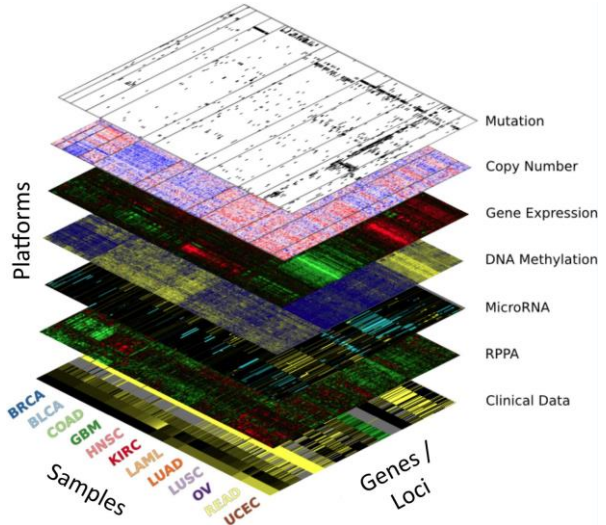 Mutation
Copy Number
Gene Expression
DNA Methylation
MicroRNA
RPPA
Clinical Data
Platforms
BRCA
BLCA
COAD
GBM
HNSC
KIRC
LAML
LUAD
LUSC
OV
READ
UCEC
Samples
Genes /
Loci